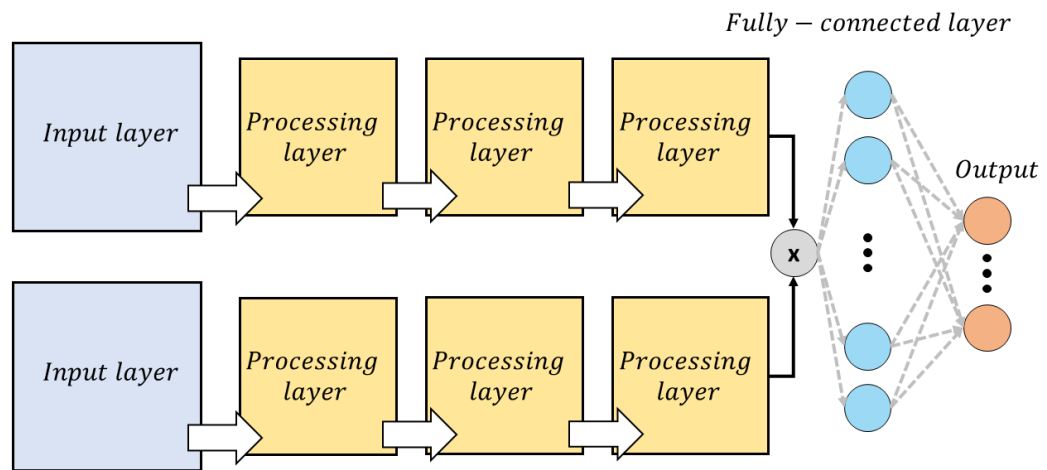 Fully – connected layer
Input layer
Processing
layer
Processing
layer
Processing
layer
Output
x
Input layer
Processing
layer
Processing
layer
Processing
layer